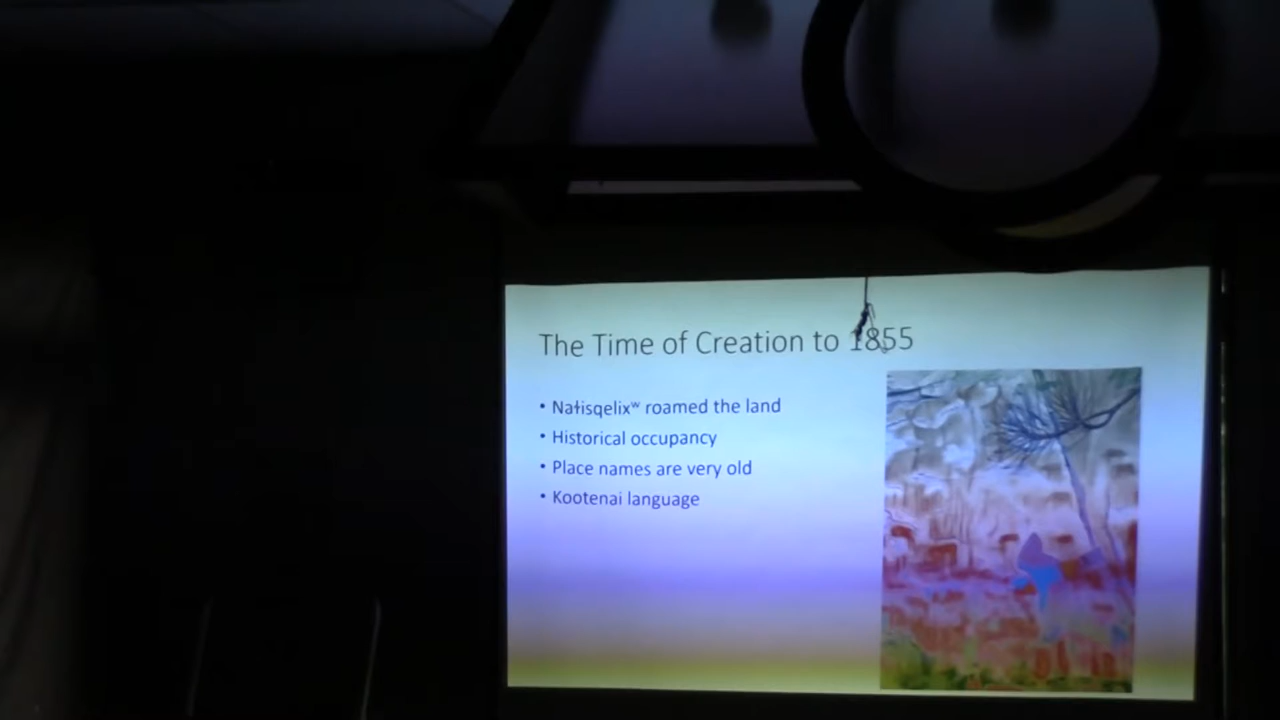 The Time of Creation to 1855
• Nałisqelixʷ roamed the land
• Historical occupancy
• Place names are very old
• Kootenai language